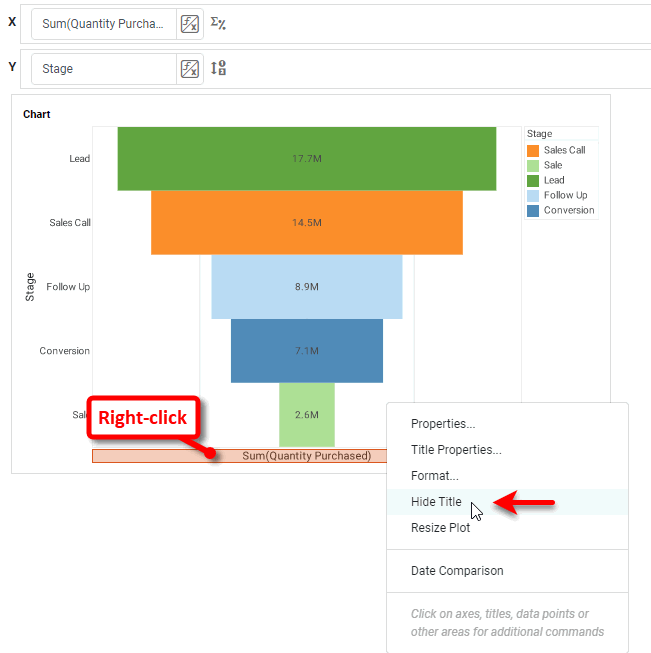 X
Sum(Quantity Purcha...
Y
Stage
Chart
Lead
17.7M
Sales Call
14.5M
Follow Up
8.9M
Conversion
7.1M
2.6M
Stage
Sum(Quantity Purchased)
Stage
Sales Call
Sale
Lead
Follow Up
Conversion
Right-click
Properties...
Title Properties...
Format...
Hide Title
Resize Plot
Date Comparison
Click on axes, titles, data points or
other areas for additional commands